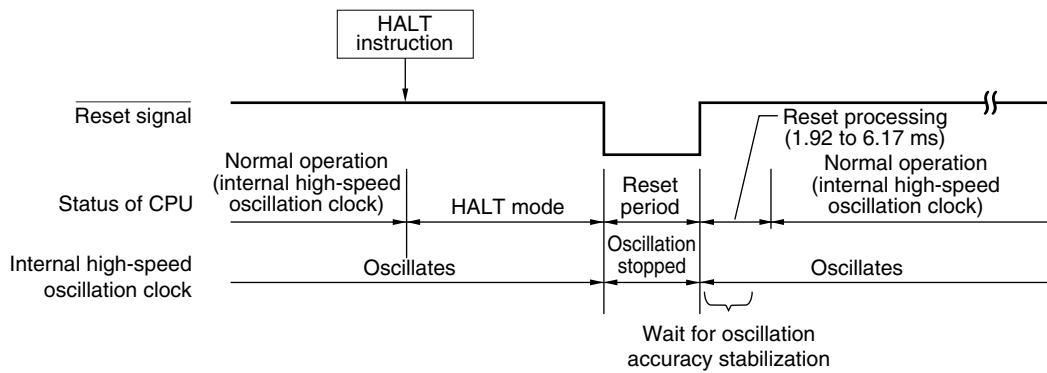 HALT
instruction
Reset signal
Reset processing
(1.92 to 6.17 ms)
Status of CPU
Normal operation
(internal high-speed
oscillation clock)
HALT mode
Reset
period
Normal operation
(internal high-speed
oscillation clock)
Internal high-speed
oscillation clock
Oscillates
Oscillation
stopped
Oscillates
Wait for oscillation
accuracy stabilization